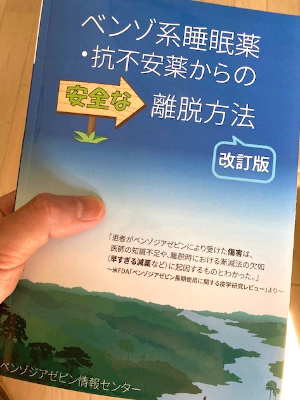 ベンゾ系睡眠薬
・抗不安薬からの
安全な
離脱方法
改訂版
「患者がベンゾジアゼピンにより受けた傷害は、
医師の知識不足や、離脱時における漸減法の欠如
(早すぎる減薬など)に起因するものとわかった。」
〜米FDA「ベンゾジアゼピン長期使用に関する疫学研究レビュー」より〜
ベンゾジアゼピン情報センター